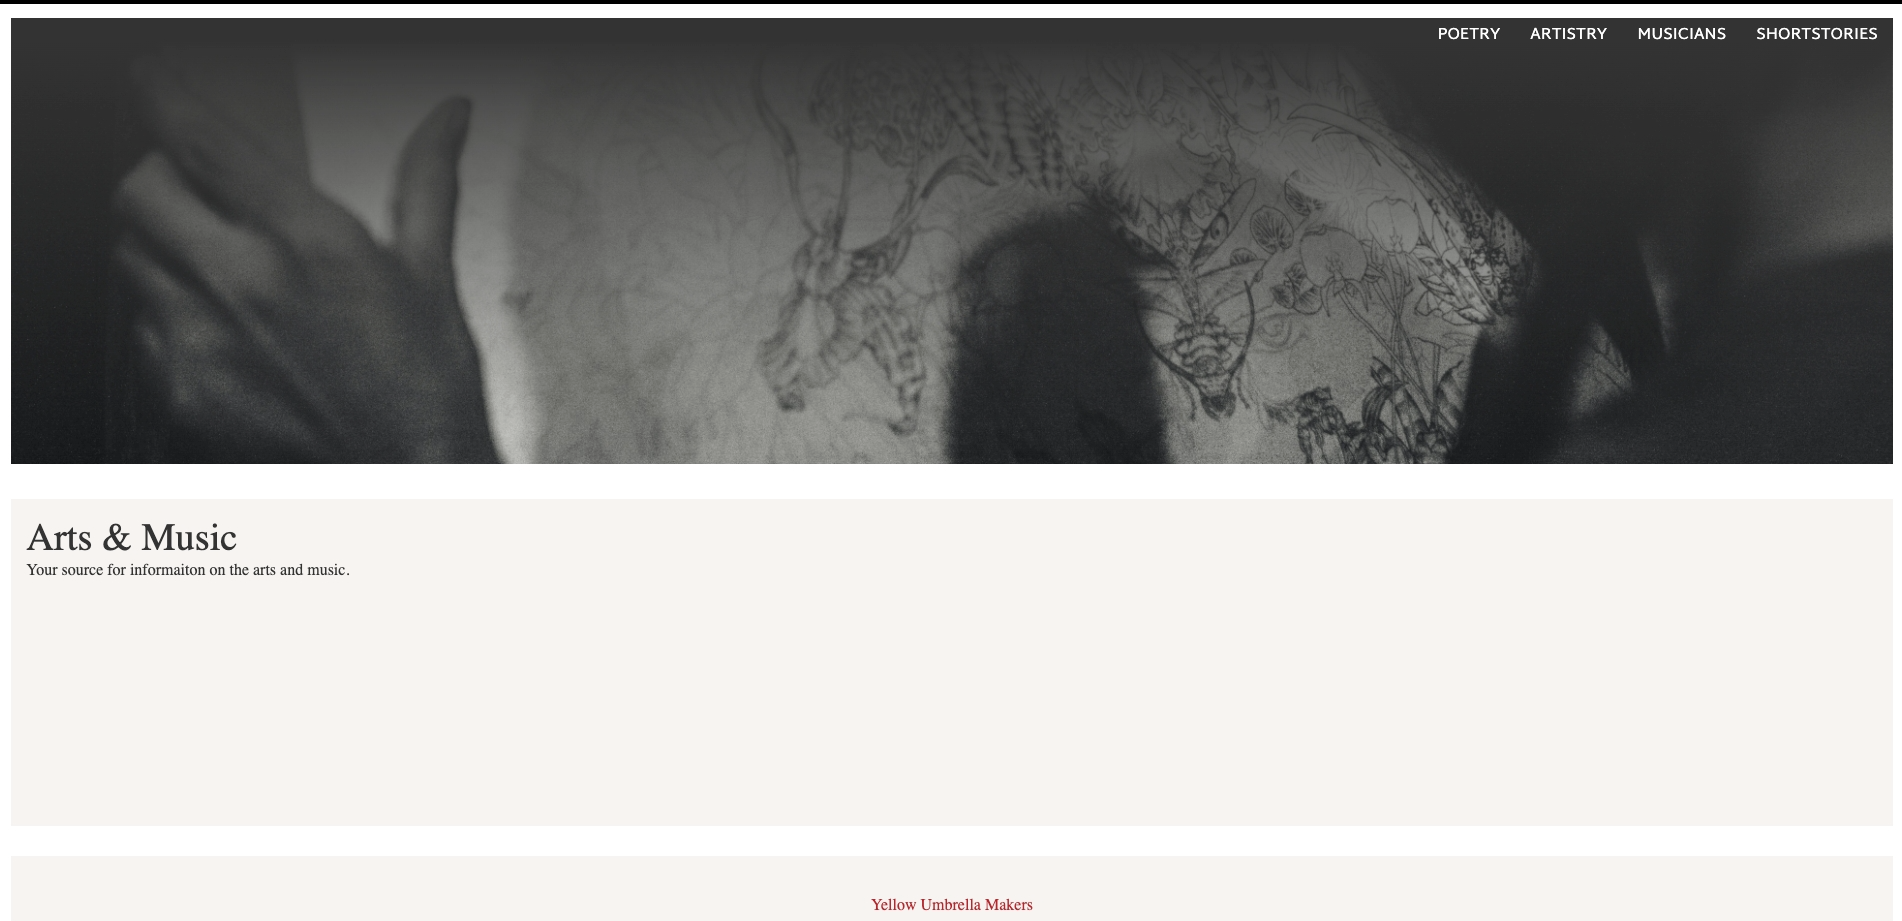 POETRY ARTISTRY MUSICIANS SHORTSTORIES
Arts & Music
Your source for informaiton on the arts and music.
Yellow Umbrella Makers